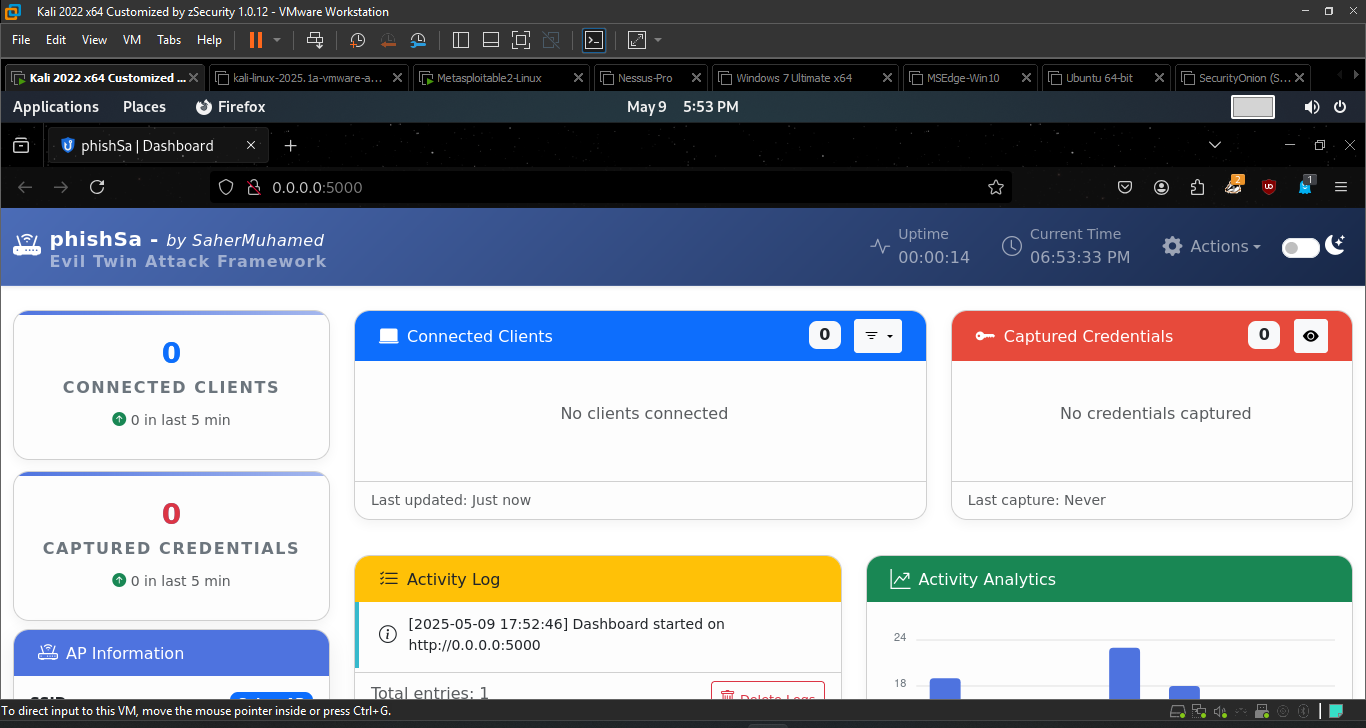 Kali 2022 x64 Customized by zSecurity 1.0.12 - VMware Workstation
File Edit View VM Tabs Help
Kali 2022 x64 Customized ... kali-linux-2025.1a-vmware-a... Metasploitable2-Linux Nessus-Pro Windows 7 Ultimate x64 MSEdge-Win10 Ubuntu 64-bit SecurityOnion (S...
Applications Places Firefox May 9 5:53 PM
phishSa | Dashboard
0.0.0.0:5000
2
1
phishSa - by SaherMuhamed
Evil Twin Attack Framework
Uptime
00:00:14
Current Time
06:53:33 PM
Actions
0
CONNECTED CLIENTS
0 in last 5 min
Connected Clients 0
No clients connected
Last updated: Just now
Captured Credentials 0
No credentials captured
Last capture: Never
0
CAPTURED CREDENTIALS
0 in last 5 min
AP Information
SSID
Activity Log
[2025-05-09 17:52:46] Dashboard started on
http://0.0.0.0:5000
Total entries: 1
Delete Logs
Activity Analytics
24
18
To direct input to this VM, move the mouse pointer inside or press Ctrl+G.